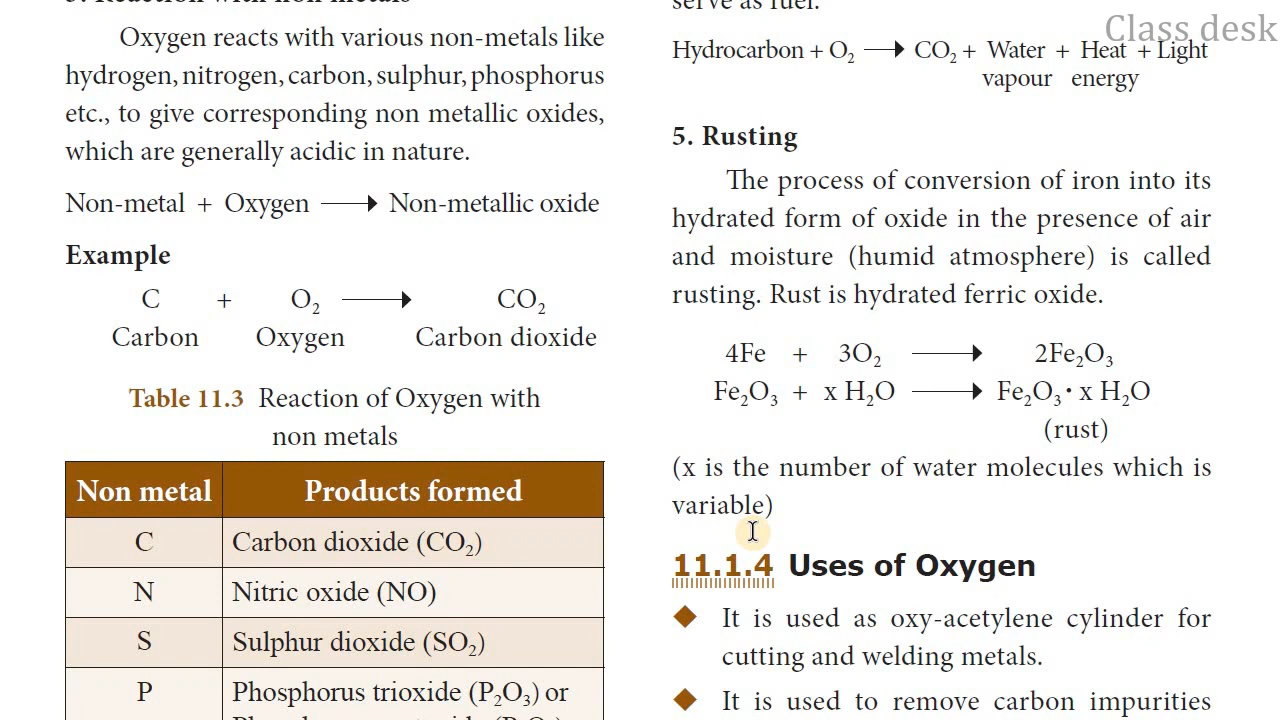 Class desk
3. Reaction with non metals
Oxygen reacts with various non-metals like
hydrogen, nitrogen, carbon, sulphur, phosphorus
etc., to give corresponding non metallic oxides,
which are generally acidic in nature.
Non-metal + Oxygen ⟶ Non-metallic oxide
Example
C + O₂ ⟶ CO₂
Carbon Oxygen Carbon dioxide
Table 11.3 Reaction of Oxygen with
non metals
Non metal Products formed
C Carbon dioxide (CO₂)
N Nitric oxide (NO)
S Sulphur dioxide (SO₂)
P Phosphorus trioxide (P₂O₃) or
serve as fuel.
Hydrocarbon + O₂ ⟶ CO₂ + Water + Heat + Light
vapour energy
5. Rusting
The process of conversion of iron into its
hydrated form of oxide in the presence of air
and moisture (humid atmosphere) is called
rusting. Rust is hydrated ferric oxide.
4Fe + 3O₂ ⟶ 2Fe₂O₃
Fe₂O₃ + x H₂O ⟶ Fe₂O₃· x H₂O
(rust)
(x is the number of water molecules which is
variable)
11.1.4 Uses of Oxygen
◆ It is used as oxy-acetylene cylinder for
cutting and welding metals.
◆ It is used to remove carbon impurities